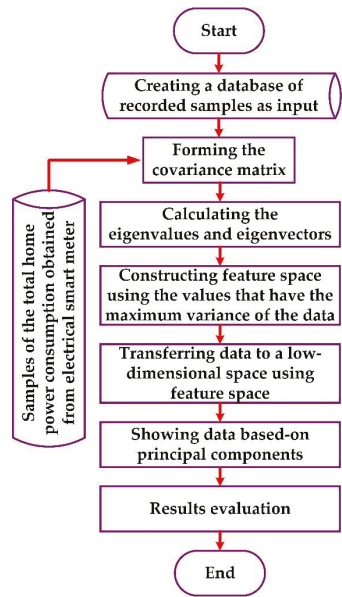 Start
Creating a database of
recorded samples as input
Forming the
covariance matrix
Samples of the total home
power consumption obtained
from electrical smart meter
Calculating the
eigenvalues and eigenvectors
Constructing feature space
using the values that have the
maximum variance of the data
Transferring data to a low-
dimensional space using
feature space
Showing data based-on
principal components
Results evaluation
End